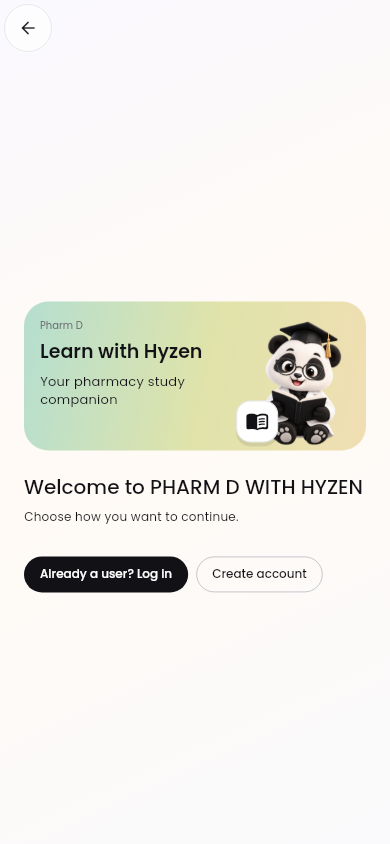 Pharm D
Learn with Hyzen
Your pharmacy study
companion
Welcome to PHARM D WITH HYZEN
Choose how you want to continue.
Already a user? Log In
Create account